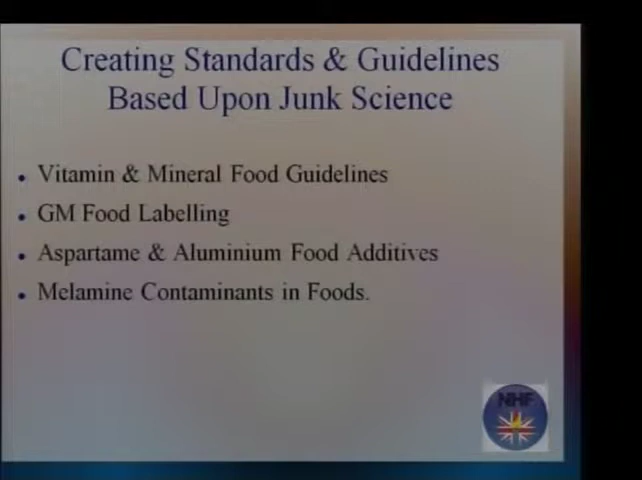 Creating Standards & Guidelines
Based Upon Junk Science
• Vitamin & Mineral Food Guidelines
• GM Food Labelling
• Aspartame & Aluminium Food Additives
• Melamine Contaminants in Foods.
NHF